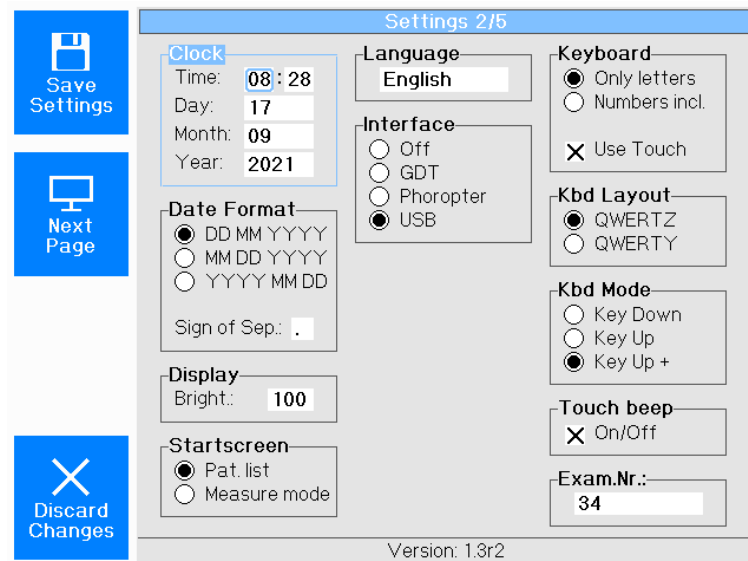 Settings 2/5
Save
Settings
Next
Page
Discard
Changes
Clock
Time: 08 : 28
Day: 17
Month: 09
Year: 2021
Date Format
DD MM YYYY
MM DD YYYY
YYYY MM DD
Sign of Sep.: .
Display
Bright.: 100
Startscreen
Pat. list
Measure mode
Language
English
Interface
Off
GDT
Phoropter
USB
Keyboard
Only letters
Numbers incl.
Use Touch
Kbd Layout
QWERTZ
QWERTY
Kbd Mode
Key Down
Key Up
Key Up +
Touch beep
On/Off
Exam.Nr.:
34
Version: 1.3r2